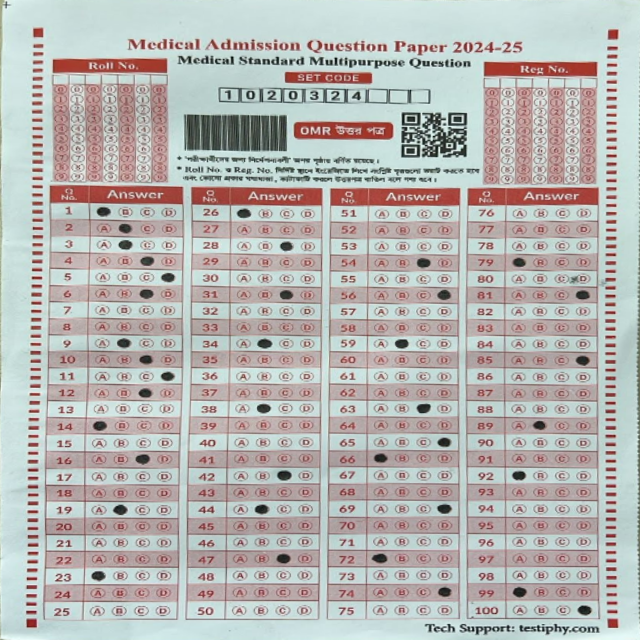 Medical Admission Question Paper 2024-25
Medical Standard Multipurpose Question
Roll No.
SET CODE
Reg No.
1 0 2 0 3 2 4
OMR উত্তর পত্র
Q No. Answer Q No. Answer Q No. Answer Q No. Answer
1 B C D 26 B C D 51 A B C D 76 A B C D
2 A C D 27 A B C D 52 A B C D 77 A B C D
3 A C D 28 A B D 53 A B C D 78 A B C D
4 A B D 29 A B C D 54 A B D 79 B C D
5 A B C 30 A B C D 55 A B C D 80 A B C D
6 A B D 31 A B D 56 A B C 81 A B C
7 A B C D 32 A B C D 57 A B C D 82 A B C D
8 A B C D 33 A B C D 58 A B C D 83 A B C D
9 A C D 34 A C D 59 A C D 84 A B C D
10 A B D 35 A B C D 60 A B C D 85 A B C
11 A B C 36 A B C D 61 A B C D 86 A B C D
12 A B D 37 A B C D 62 A B C D 87 A B C D
13 A B C D 38 A C D 63 A B D 88 A B C D
14 B C D 39 A B C D 64 A B C D 89 A C D
15 A B C D 40 A B C D 65 A B C 90 A B C D
16 A B D 41 A B C D 66 B C D 91 A B C D
17 A B C D 42 A B D 67 A B C D 92 B C D
18 A B C D 43 A B C D 68 A B C D 93 A B C D
19 A C D 44 A C D 69 A B C 94 A B C D
20 A B C D 45 A B C D 70 A B C D 95 A B C D
21 A B C D 46 A B C D 71 A B C D 96 A B C D
22 A B C D 47 A B D 72 B C D 97 A B C D
23 B C D 48 A B C D 73 A B C D 98 A B C D
24 A B C D 49 A B C D 74 A B C 99 B C D
25 A B C D 50 A B C D 75 A B C D 100 A B C
Tech Support: testiphy.com